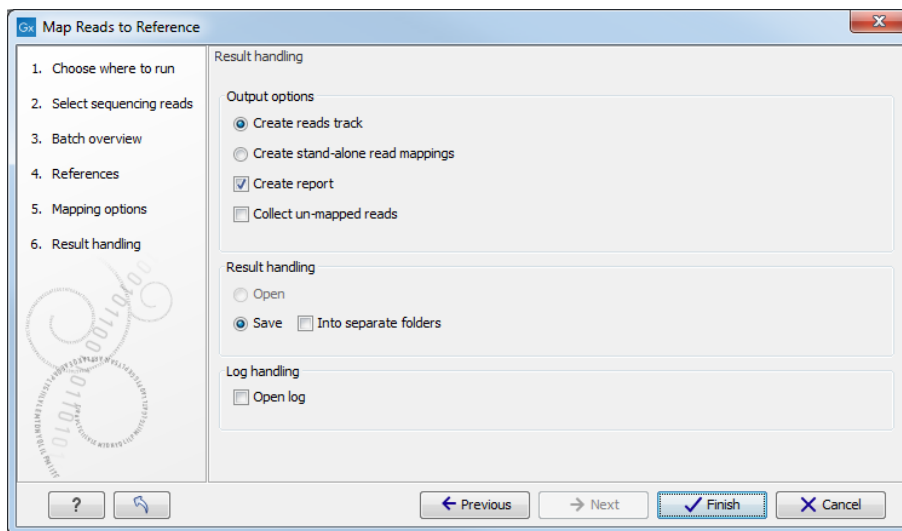 Gx Map Reads to Reference
1. Choose where to run
2. Select sequencing reads
3. Batch overview
4. References
5. Mapping options
6. Result handling
Result handling
Output options
Create reads track
Create stand-alone read mappings
Create report
Collect un-mapped reads
Result handling
Open
Save Into separate folders
Log handling
Open log
? Previous Next Finish Cancel